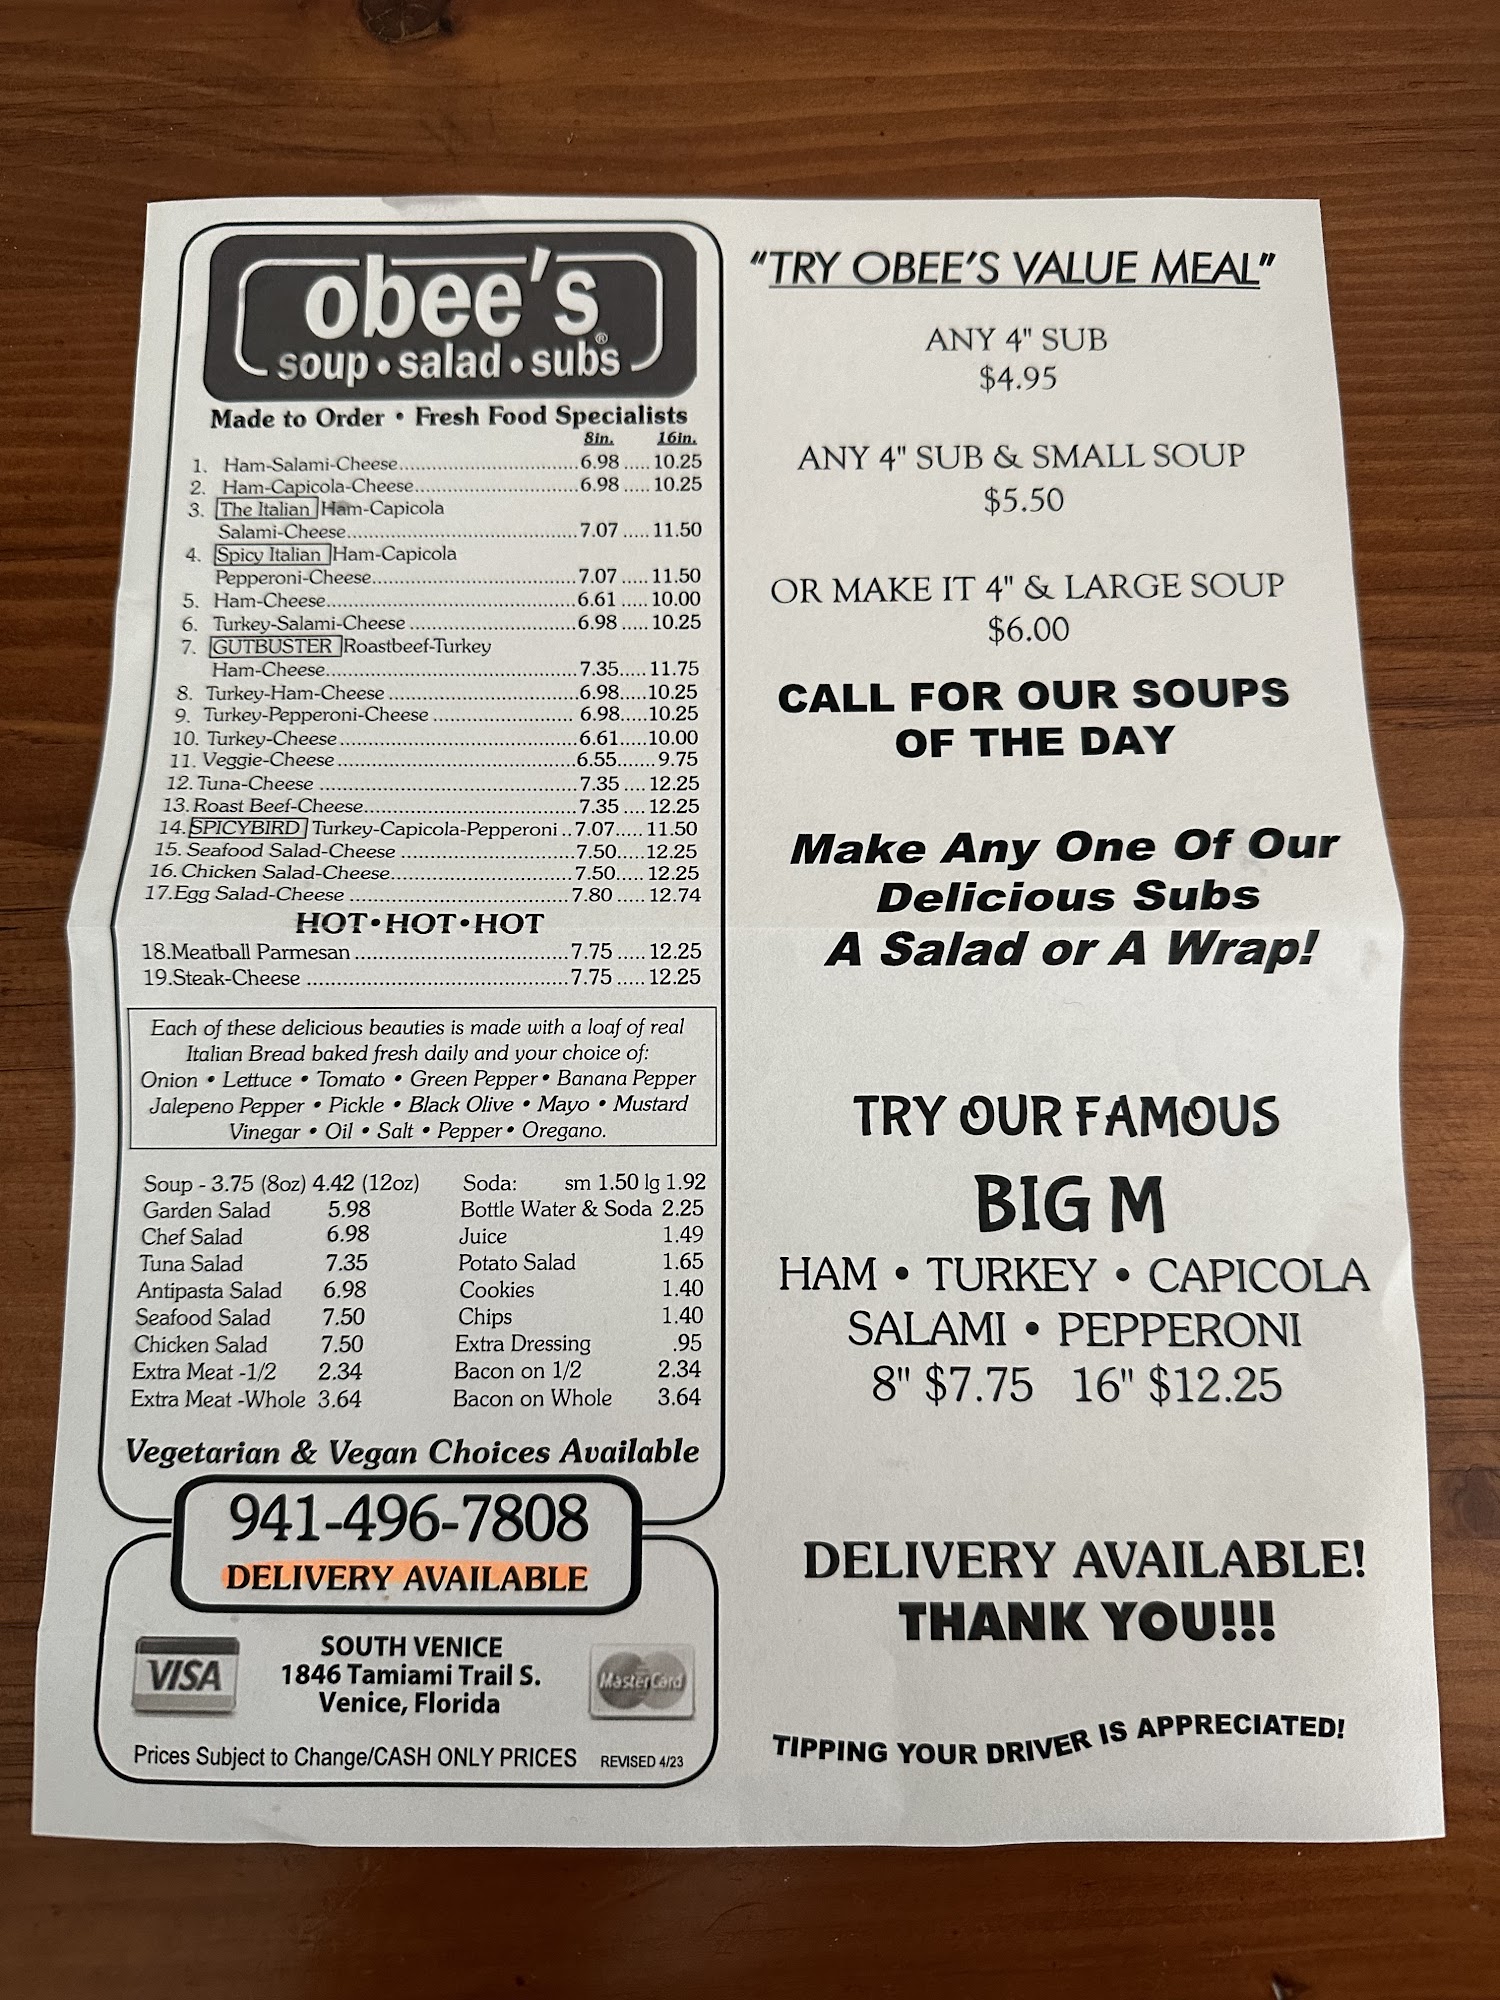 obee's®
soup • salad • subs
Made to Order • Fresh Food Specialists
8in. 16in.
1. Ham-Salami-Cheese 6.98 10.25
2. Ham-Capicola-Cheese 6.98 10.25
3. The Italian Ham-Capicola
Salami-Cheese 7.07 11.50
4. Spicy Italian Ham-Capicola
Pepperoni-Cheese 7.07 11.50
5. Ham-Cheese 6.61 10.00
6. Turkey-Salami-Cheese 6.98 10.25
7. GUTBUSTER Roastbeef-Turkey
Ham-Cheese 7.35 11.75
8. Turkey-Ham-Cheese 6.98 10.25
9. Turkey-Pepperoni-Cheese 6.98 10.25
10. Turkey-Cheese 6.61 10.00
11. Veggie-Cheese 6.55 9.75
12. Tuna-Cheese 7.35 12.25
13. Roast Beef-Cheese 7.35 12.25
14. SPICYBIRD Turkey-Capicola-Pepperoni 7.07 11.50
15. Seafood Salad-Cheese 7.50 12.25
16. Chicken Salad-Cheese 7.50 12.25
17. Egg Salad-Cheese 7.80 12.74
HOT • HOT • HOT
18. Meatball Parmesan 7.75 12.25
19. Steak-Cheese 7.75 12.25
Each of these delicious beauties is made with a loaf of real
Italian Bread baked fresh daily and your choice of:
Onion • Lettuce • Tomato • Green Pepper • Banana Pepper
Jalepeno Pepper • Pickle • Black Olive • Mayo • Mustard
Vinegar • Oil • Salt • Pepper • Oregano.
Soup - 3.75 (8oz) 4.42 (12oz)
Garden Salad 5.98
Chef Salad 6.98
Tuna Salad 7.35
Antipasta Salad 6.98
Seafood Salad 7.50
Chicken Salad 7.50
Extra Meat -1/2 2.34
Extra Meat -Whole 3.64
Soda: sm 1.50 lg 1.92
Bottle Water & Soda 2.25
Juice 1.49
Potato Salad 1.65
Cookies 1.40
Chips 1.40
Extra Dressing .95
Bacon on 1/2 2.34
Bacon on Whole 3.64
Vegetarian & Vegan Choices Available
941-496-7808
DELIVERY AVAILABLE
VISA
SOUTH VENICE
1846 Tamiami Trail S.
Venice, Florida
MasterCard
Prices Subject to Change/CASH ONLY PRICES REVISED 4/23
"TRY OBEE'S VALUE MEAL"
ANY 4" SUB
$4.95
ANY 4" SUB & SMALL SOUP
$5.50
OR MAKE IT 4" & LARGE SOUP
$6.00
CALL FOR OUR SOUPS
OF THE DAY
Make Any One Of Our
Delicious Subs
A Salad or A Wrap!
TRY OUR FAMOUS
BIG M
HAM • TURKEY • CAPICOLA
SALAMI • PEPPERONI
8" $7.75 16" $12.25
DELIVERY AVAILABLE!
THANK YOU!!!
TIPPING YOUR DRIVER IS APPRECIATED!